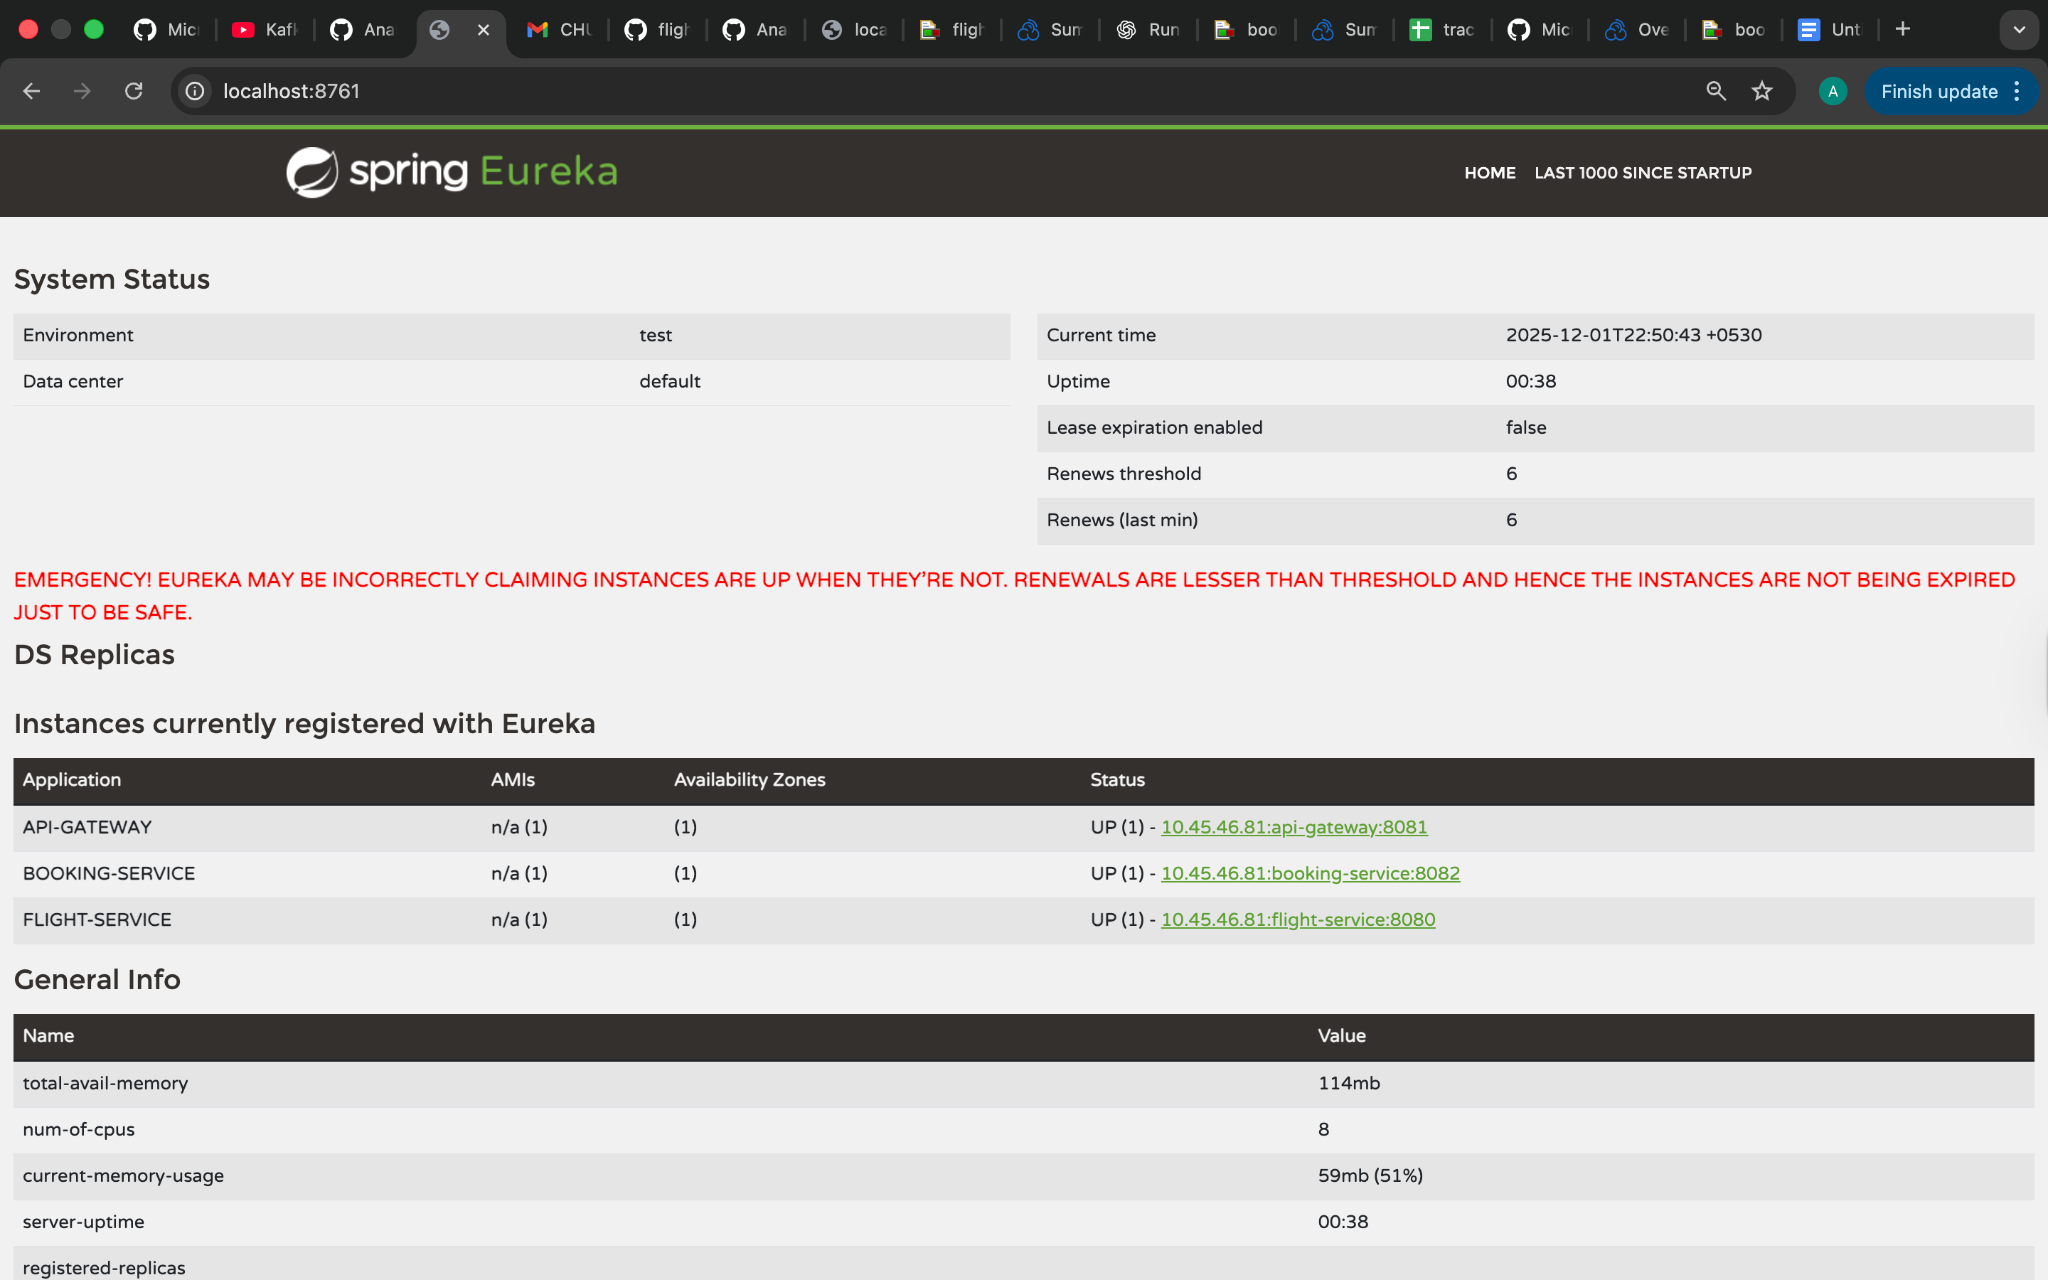 Mic
Kaf
Ana
CHU
fligh
Ana
loca
fligh
Sum
Run
boo
Sum
trac
Mic
Ove
boo
Unt
localhost:8761
A
Finish update
spring Eureka
HOME LAST 1000 SINCE STARTUP
System Status
Environment test
Data center default
Current time 2025-12-01T22:50:43 +0530
Uptime 00:38
Lease expiration enabled false
Renews threshold 6
Renews (last min) 6
EMERGENCY! EUREKA MAY BE INCORRECTLY CLAIMING INSTANCES ARE UP WHEN THEY'RE NOT. RENEWALS ARE LESSER THAN THRESHOLD AND HENCE THE INSTANCES ARE NOT BEING EXPIRED
JUST TO BE SAFE.
DS Replicas
Instances currently registered with Eureka
Application AMIs Availability Zones Status
API-GATEWAY n/a (1) (1) UP (1) - 10.45.46.81:api-gateway:8081
BOOKING-SERVICE n/a (1) (1) UP (1) - 10.45.46.81:booking-service:8082
FLIGHT-SERVICE n/a (1) (1) UP (1) - 10.45.46.81:flight-service:8080
General Info
Name Value
total-avail-memory 114mb
num-of-cpus 8
current-memory-usage 59mb (51%)
server-uptime 00:38
registered-replicas